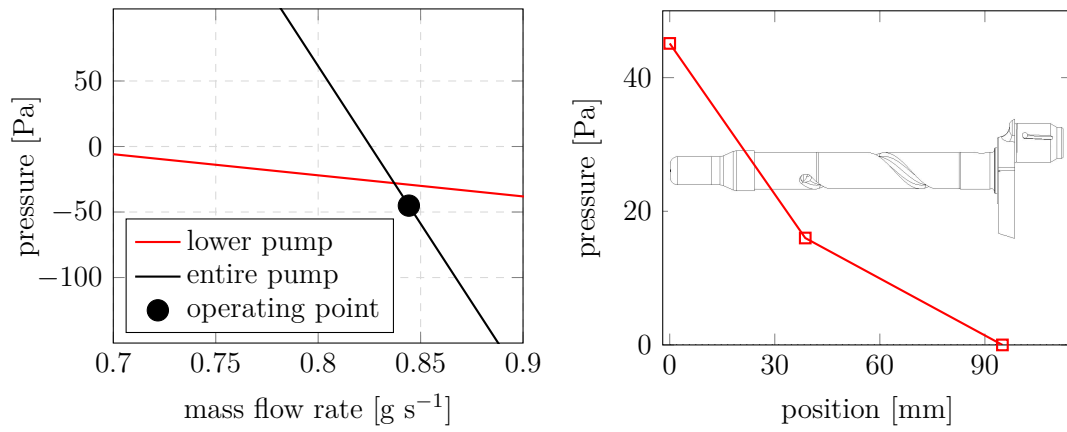 pressure [Pa]
50
0
−50
−100
lower pump
entire pump
operating point
0.7 0.75 0.8 0.85 0.9
mass flow rate [g s⁻¹]
pressure [Pa]
40
20
0
0 30 60 90
position [mm]